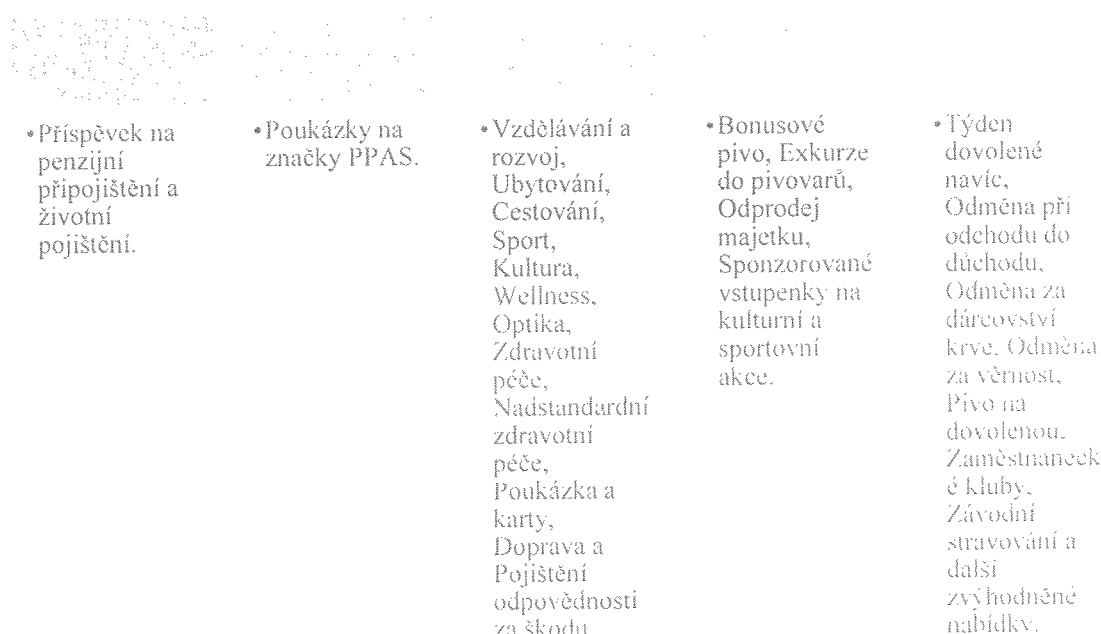 •Příspěvek na
penzijní
připojištění a
životní
pojištění.
•Poukázky na
značky PPAS.
•Vzdělávání a
rozvoj,
Ubytování,
Cestování,
Sport,
Kultura,
Wellness,
Optika,
Zdravotní
péče,
Nadstandardní
zdravotní
péče,
Poukázka a
karty,
Doprava a
Pojištění
odpovědnosti
za škodu
•Bonusové
pivo, Exkurze
do pivovarů,
Odprodej
majetku,
Sponzorované
vstupenky na
kulturní a
sportovní
akce.
•Týden
dovolené
navíc,
Odměna při
odchodu do
důchodu,
Odměna za
dárcovství
krve, Odměna
za věrnost,
Pivo na
dovolenou,
Zaměstnaneck
é kluby,
Závodní
stravování a
další
zvýhodněné
nabídky.